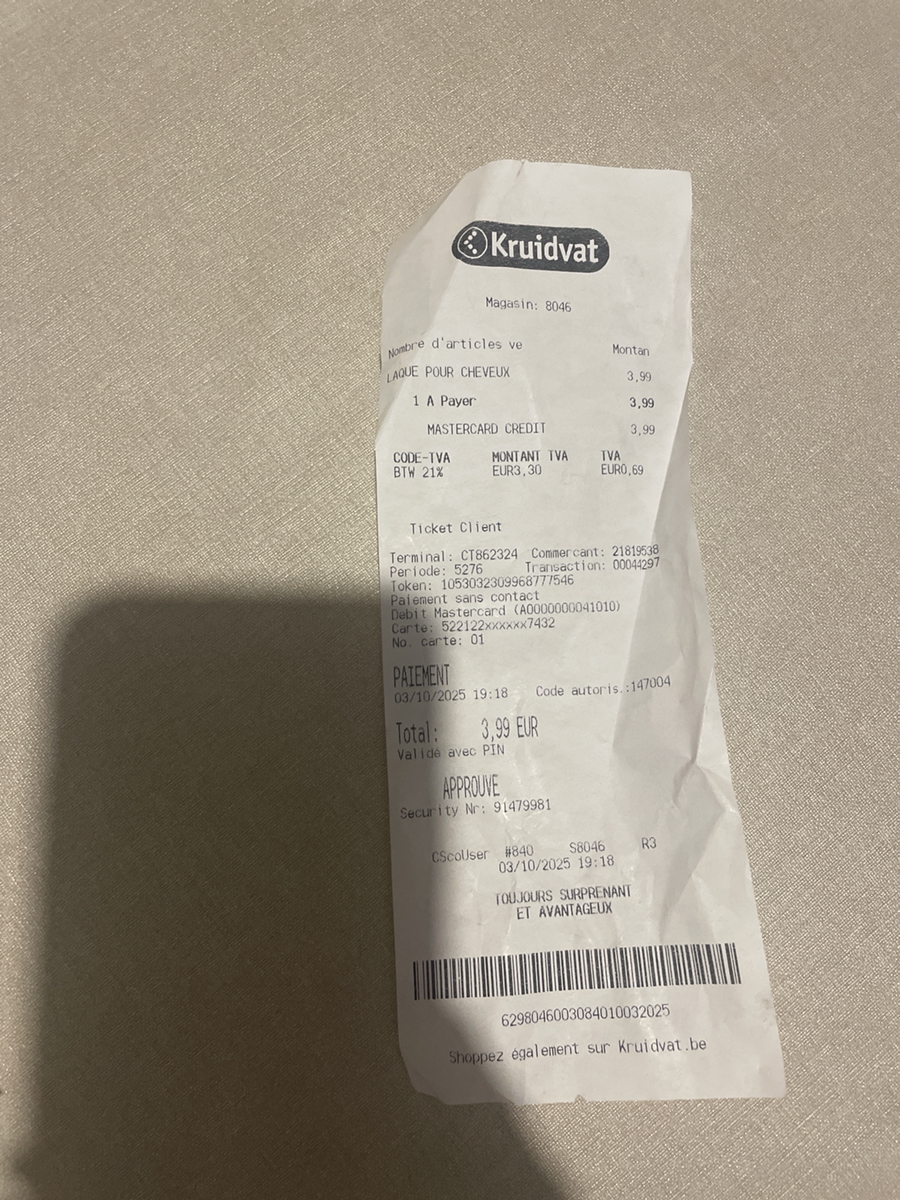 Kruidvat
Magasin: 8046
Nombre d'articles ve Montan
LAQUE POUR CHEVEUX 3,99
1 A Payer 3,99
MASTERCARD CREDIT 3,99
CODE-TVA MONTANT TVA TVA
BTW 21% EUR3,30 EUR0,69
Ticket Client
Terminal: CT862324 Commercant: 21819538
Periode: 5276 Transaction: 00044297
Token: 1053032309968777546
Paiement sans contact
Debit Mastercard (A0000000041010)
Carte: 522122xxxxxx7432
No. carte: 01
PAIEMENT
03/10/2025 19:18 Code autoris.:147004
Total: 3,99 EUR
Validé avec PIN
APPROUVE
Security Nr: 91479981
CScoUser #840 S8046 R3
03/10/2025 19:18
TOUJOURS SURPRENANT
ET AVANTAGEUX
6298046003084010032025
Shoppez également sur Kruidvat.be